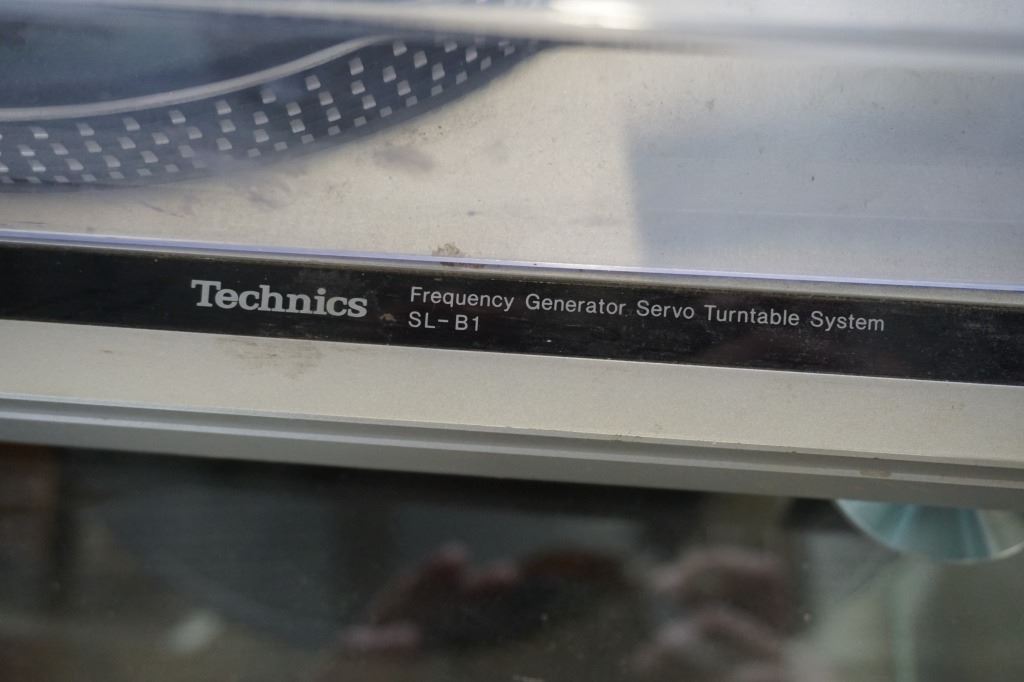 Technics
Frequency Generator Servo Turntable System
SL-B1